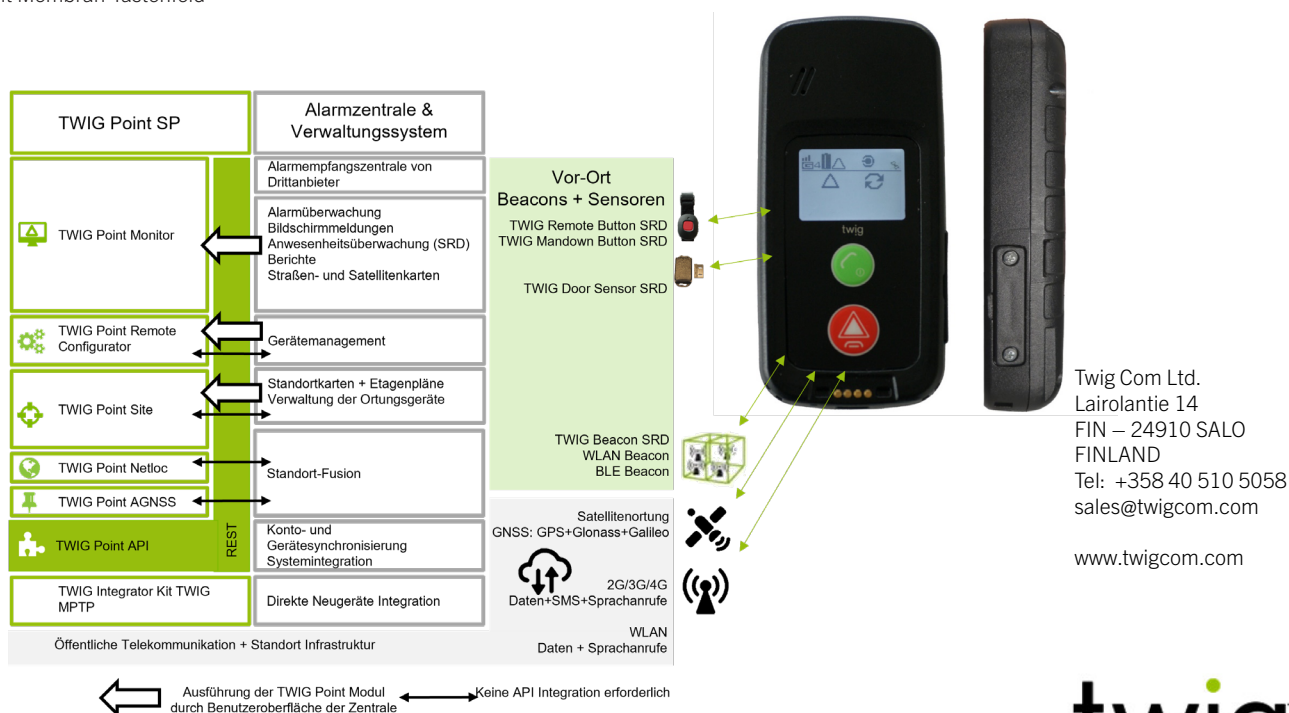 TWIG Point SP
Alarmzentrale &
Verwaltungssystem
TWIG Point Monitor
TWIG Point Remote
Configurator
TWIG Point Site
TWIG Point Netloc
TWIG Point AGNSS
TWIG Point API
REST
TWIG Integrator Kit TWIG
MPTP
Alarmempfangszentrale von
Drittanbieter
Alarmüberwachung
Bildschirmmeldungen
Anwesenheitsüberwachung (SRD)
Berichte
Straßen- und Satellitenkarten
Gerätemanagement
Standortkarten + Etagenpläne
Verwaltung der Ortungsgeräte
Standort-Fusion
Konto- und
Gerätesynchronisierung
Systemintegration
Direkte Neugeräte Integration
Öffentliche Telekommunikation + Standort Infrastruktur
Vor-Ort
Beacons + Sensoren
TWIG Remote Button SRD
TWIG Mandown Button SRD
TWIG Door Sensor SRD
TWIG Beacon SRD
WLAN Beacon
BLE Beacon
Satellitenortung
GNSS: GPS+Glonass+Galileo
2G/3G/4G
Daten+SMS+Sprachanrufe
WLAN
Daten + Sprachanrufe
Ausführung der TWIG Point Modul
durch Benutzeroberfläche der Zentrale
Keine API Integration erforderlich
twig
Twig Com Ltd.
Lairolantie 14
FIN – 24910 SALO
FINLAND
Tel: +358 40 510 5058
sales@twigcom.com
www.twigcom.com
twig